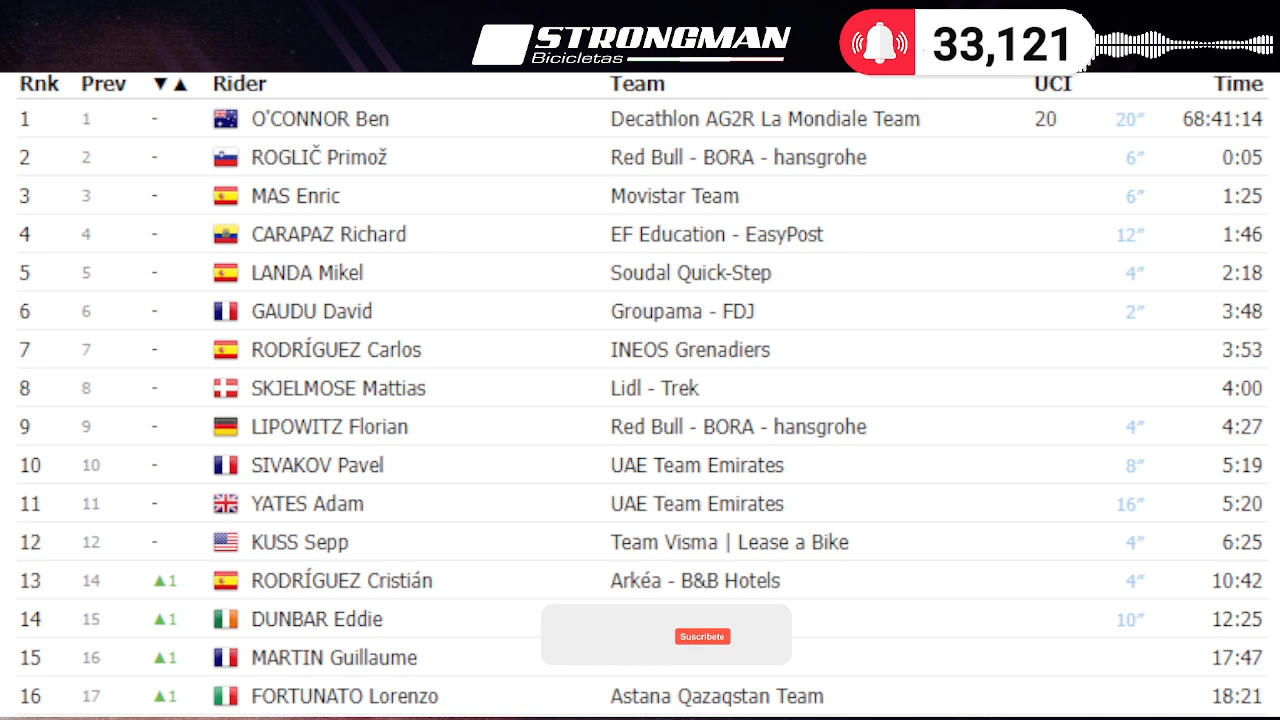 STRONGMAN
Bicicletas
33,121
Rnk Prev ▼▲ Rider Team UCI Time
1 1 - O'CONNOR Ben Decathlon AG2R La Mondiale Team 20 20″ 68:41:14
2 2 - ROGLIČ Primož Red Bull - BORA - hansgrohe 6″ 0:05
3 3 - MAS Enric Movistar Team 6″ 1:25
4 4 - CARAPAZ Richard EF Education - EasyPost 12″ 1:46
5 5 - LANDA Mikel Soudal Quick-Step 4″ 2:18
6 6 - GAUDU David Groupama - FDJ 2″ 3:48
7 7 - RODRÍGUEZ Carlos INEOS Grenadiers 3:53
8 8 - SKJELMOSE Mattias Lidl - Trek 4:00
9 9 - LIPOWITZ Florian Red Bull - BORA - hansgrohe 4″ 4:27
10 10 - SIVAKOV Pavel UAE Team Emirates 8″ 5:19
11 11 - YATES Adam UAE Team Emirates 16″ 5:20
12 12 - KUSS Sepp Team Visma | Lease a Bike 4″ 6:25
13 14 ▲1 RODRÍGUEZ Cristián Arkéa - B&B Hotels 4″ 10:42
14 15 ▲1 DUNBAR Eddie 10″ 12:25
Suscribete
15 16 ▲1 MARTIN Guillaume 17:47
16 17 ▲1 FORTUNATO Lorenzo Astana Qazaqstan Team 18:21